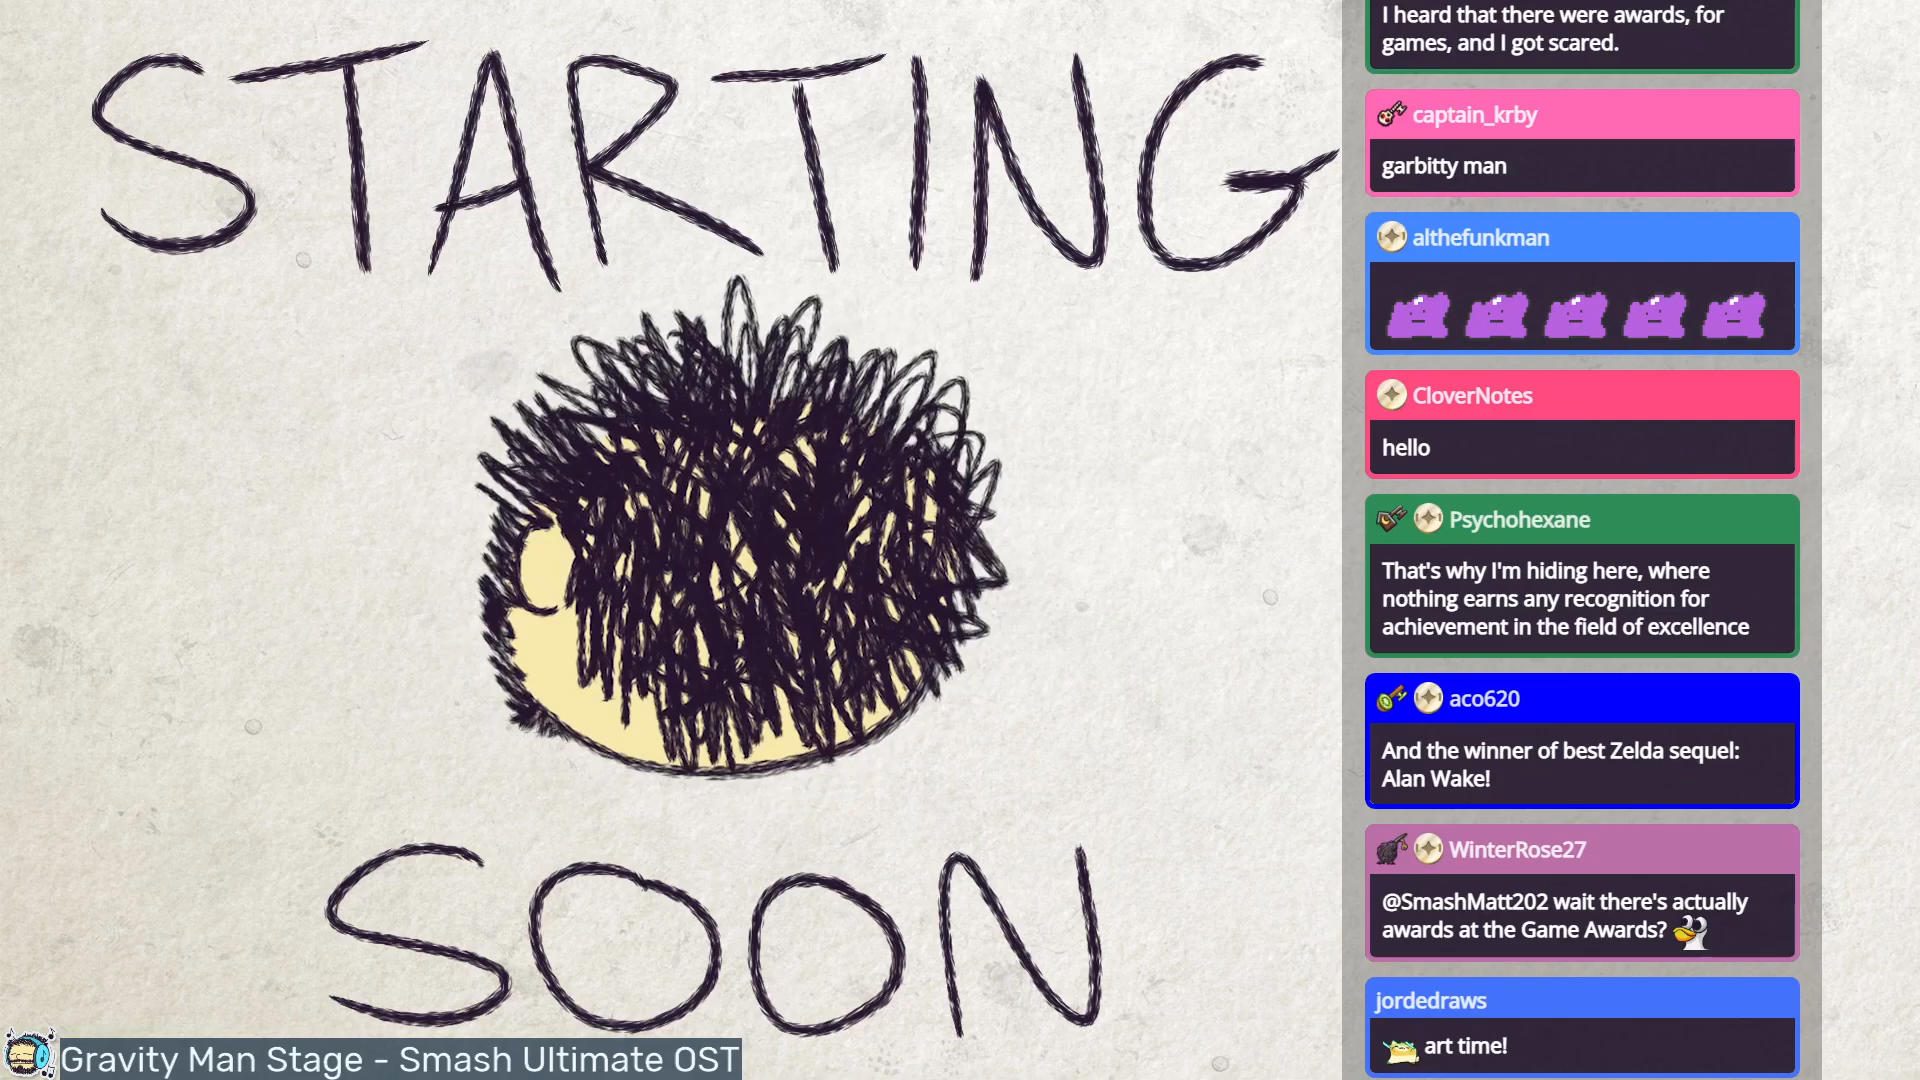 STARTING
SOON
Gravity Man Stage - Smash Ultimate OST
I heard that there were awards, for
games, and I got scared.
captain_krby
garbitty man
althefunkman
CloverNotes
hello
Psychohexane
That's why I'm hiding here, where
nothing earns any recognition for
achievement in the field of excellence
aco620
And the winner of best Zelda sequel:
Alan Wake!
WinterRose27
@SmashMatt202 wait there's actually
awards at the Game Awards?
jordedraws
art time!